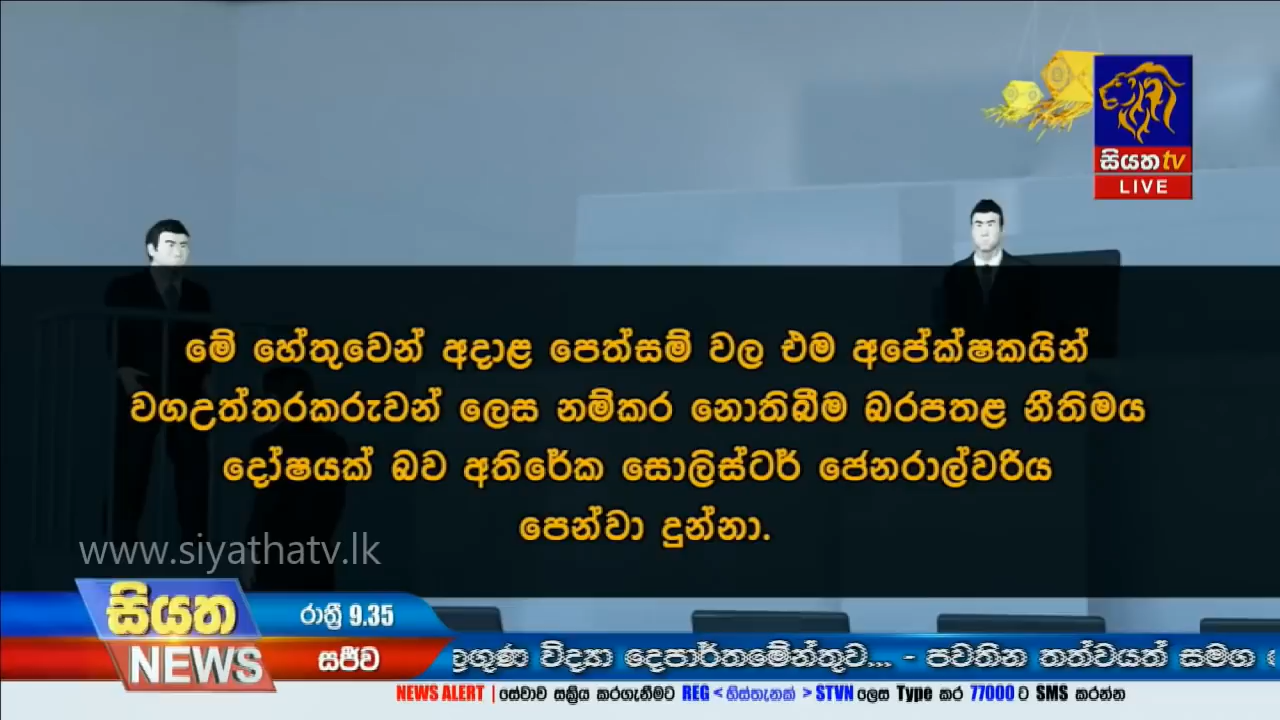 සියත tv
LIVE
මේ හේතුවෙන් අදාළ පෙත්සම් වල එම අපේක්ෂකයින්
වගඋත්තරකරුවන් ලෙස නම්කර නොතිබීම බරපතළ නීතිමය
දෝෂයක් බව අතිරේක සොලිස්ටර් ජෙනරාල්වරිය
පෙන්වා දුන්නා.
www.siyathatv.lk
සියත
NEWS
රාත්‍රී 9.35
සජීව
විද්‍යා දෙපාර්තමේන්තුව... - පවතින තත්වයත් සමග
NEWS ALERT | සේවාව සක්‍රිය කරගැනීමට REG < හිස්තැනක් > STVN ලෙස Type කර 77000 ට SMS කරන්න